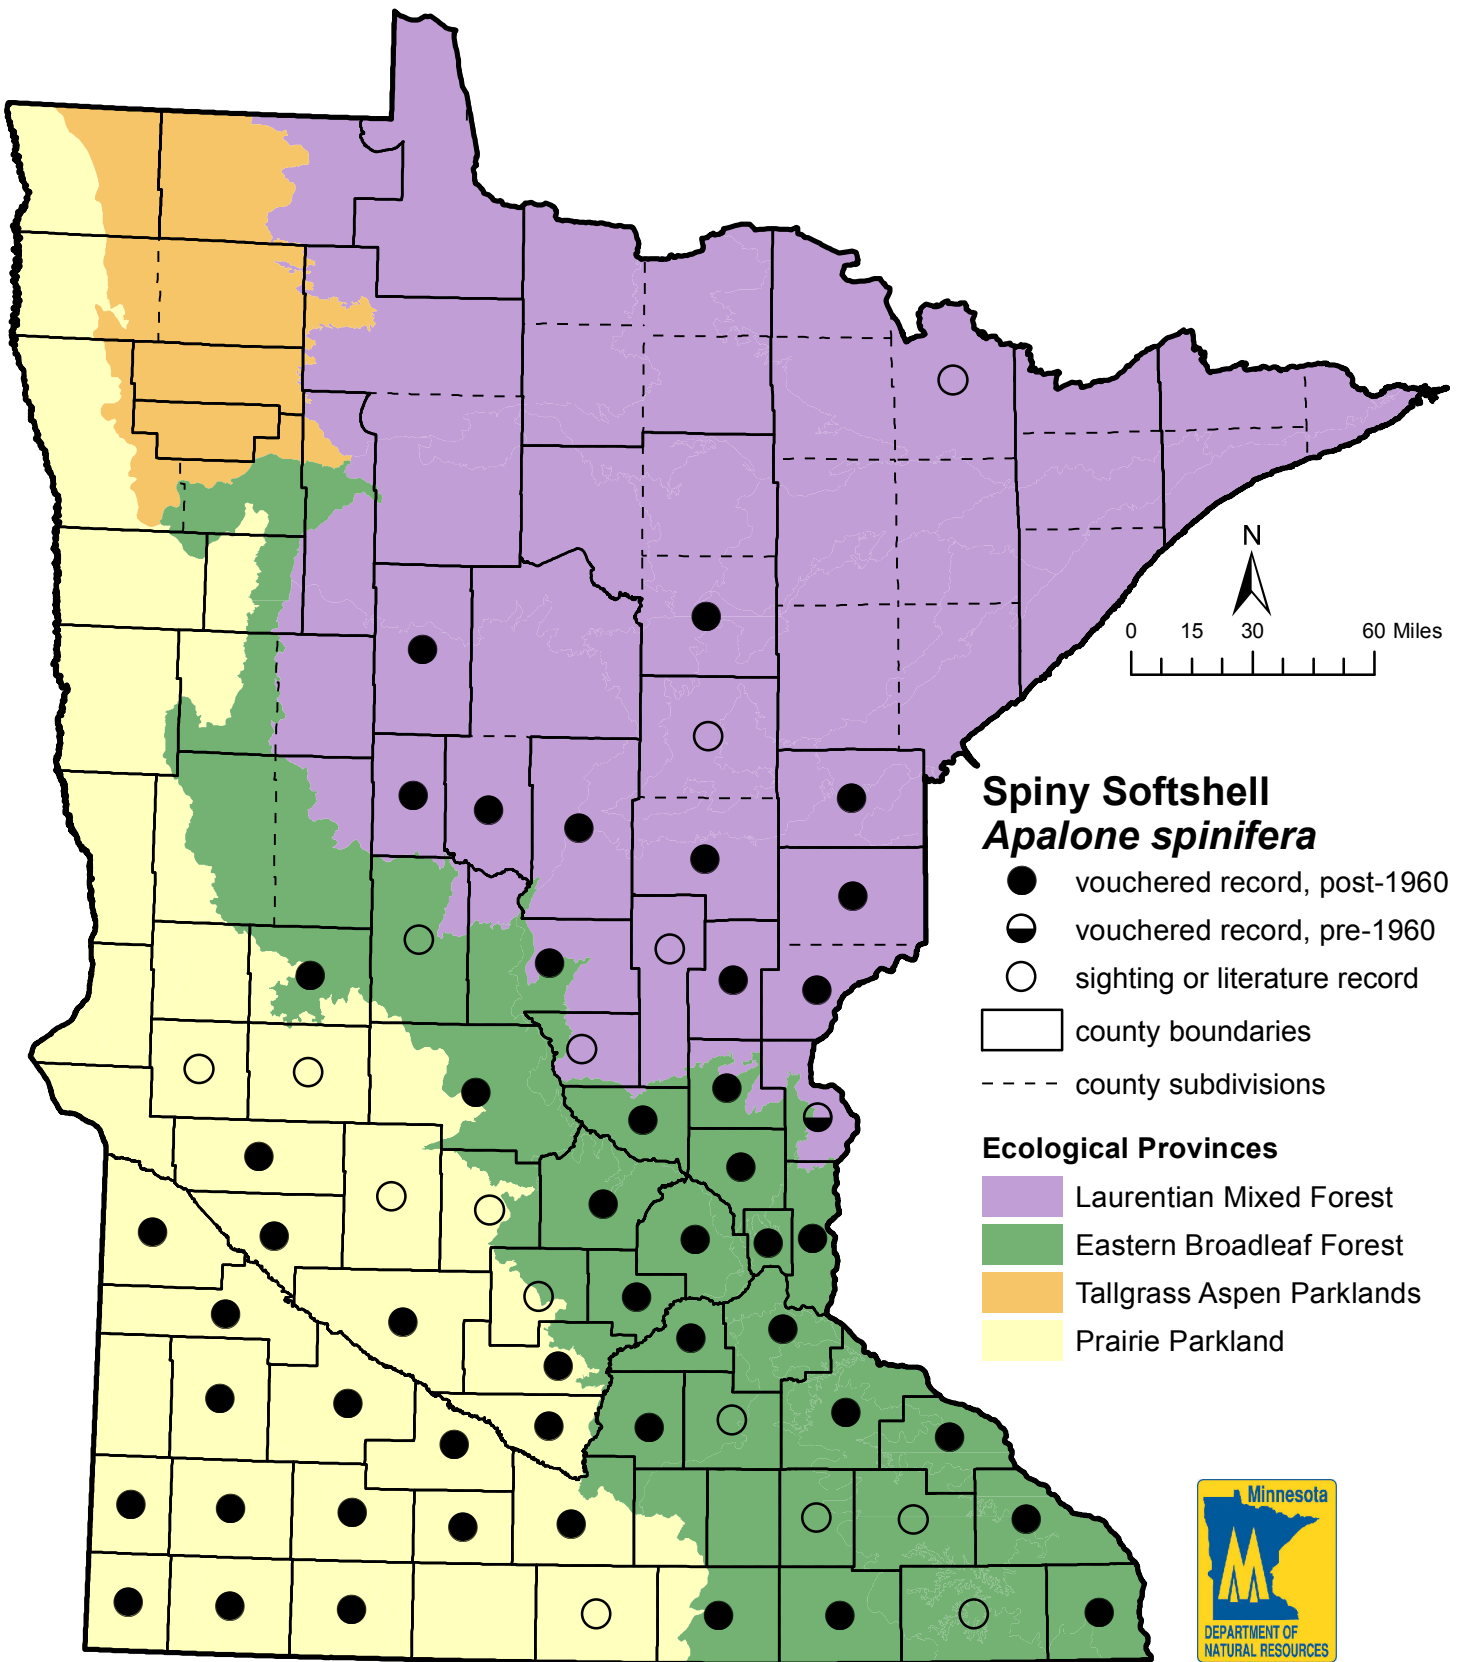 N
0 15 30 60 Miles
Spiny Softshell
Apalone spinifera
vouchered record, post-1960
vouchered record, pre-1960
sighting or literature record
county boundaries
county subdivisions
Ecological Provinces
Laurentian Mixed Forest
Eastern Broadleaf Forest
Tallgrass Aspen Parklands
Prairie Parkland
Minnesota
DEPARTMENT OF
NATURAL RESOURCES